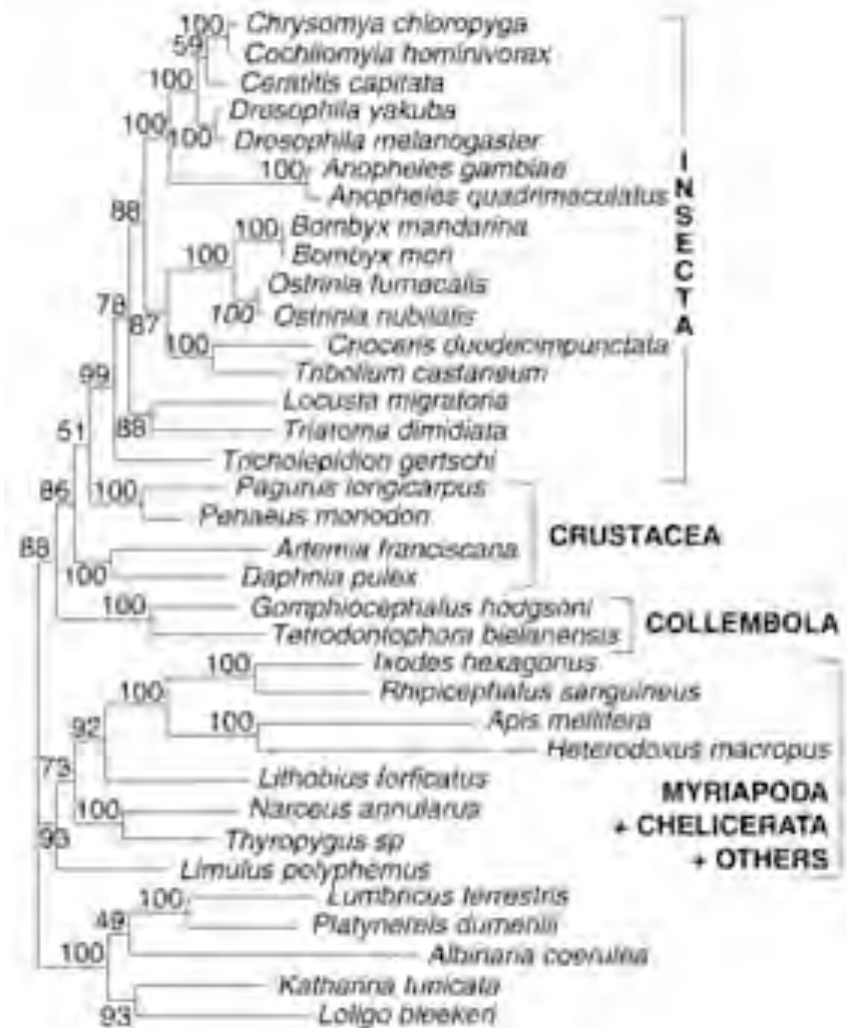 100 Chrysomya chloropyga
59 Cochliomyia hominivorax
100 Ceratitis capitata
Drosophila yakuba
100 100 Drosophila melanogaster
100 Anopheles gambiae
Anopheles quadrimaculatus
INSECTA
88 100 Bombyx mandarina
100 Bombyx mori
Ostrinia furnacalis
78 87 100 Ostrinia nubilalis
100 Crioceris duodecimpunctata
99 Tribolium castaneum
Locusta migratoria
51 88 Triatoma dimidiata
Tricholepidion gertschi
86 100 Pagurus longicarpus
Penaeus monodon
CRUSTACEA
88 Artemia franciscana
100 Daphnia pulex
100 Gomphiocephalus hodgsoni
COLLEMBOLA
Tetrodontophora bielanensis
100 Ixodes hexagonus
100 Rhipicephalus sanguineus
92 100 Apis mellifera
Heterodoxus macropus
73 Lithobius forficatus
MYRIAPODA
100 Narceus annularus
+ CHELICERATA
93 Thyropygus sp
+ OTHERS
Limulus polyphemus
100 Lumbricus terrestris
49 Platynereis dumerilii
100 Albinaria coerulea
Katharina tunicata
93 Loligo bleekeri